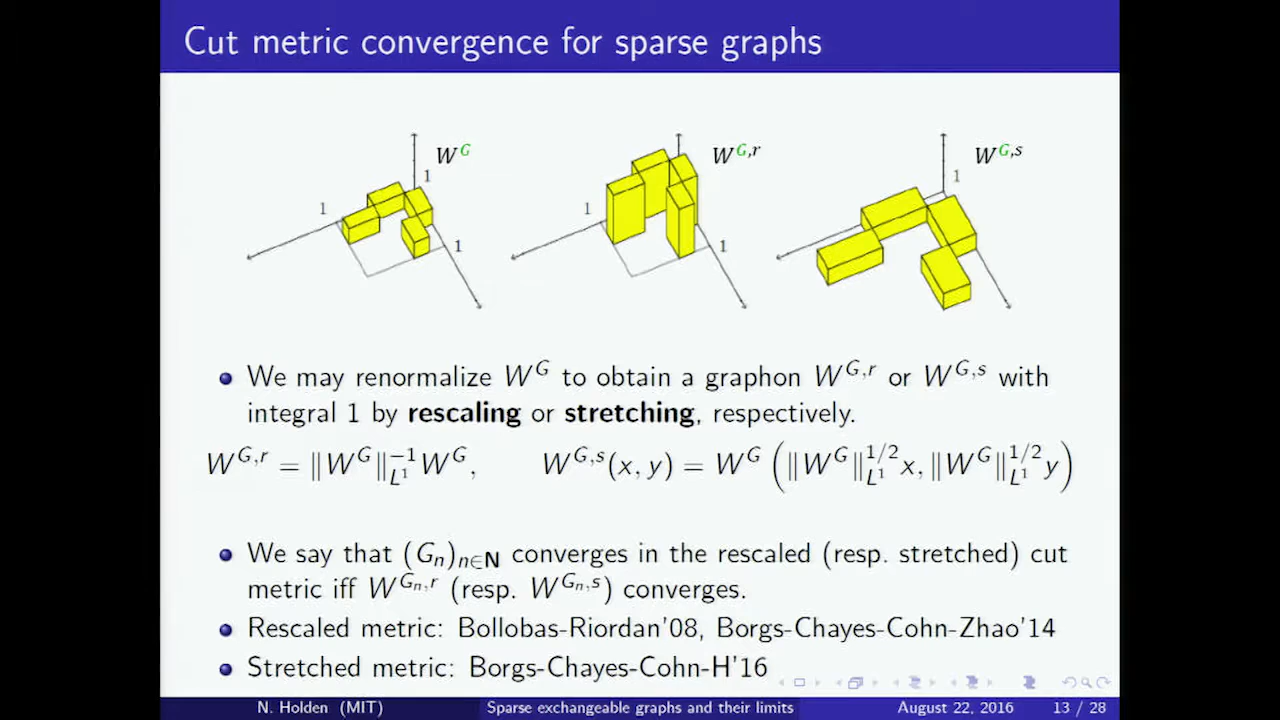 Cut metric convergence for sparse graphs
W^G
1
1
1
W^{G,r}
1
1
W^{G,s}
1
We may renormalize W^G to obtain a graphon W^{G,r} or W^{G,s} with
integral 1 by rescaling or stretching, respectively.
W^{G,r} = ‖W^G‖_{L^1}^{-1} W^G, W^{G,s}(x, y) = W^G (‖W^G‖_{L^1}^{1/2} x, ‖W^G‖_{L^1}^{1/2} y)
We say that (G_n)_{n∈N} converges in the rescaled (resp. stretched) cut
metric iff W^{G_n,r} (resp. W^{G_n,s}) converges.
Rescaled metric: Bollobas-Riordan'08, Borgs-Chayes-Cohn-Zhao'14
Stretched metric: Borgs-Chayes-Cohn-H'16
N. Holden (MIT) Sparse exchangeable graphs and their limits August 22, 2016 13 / 28